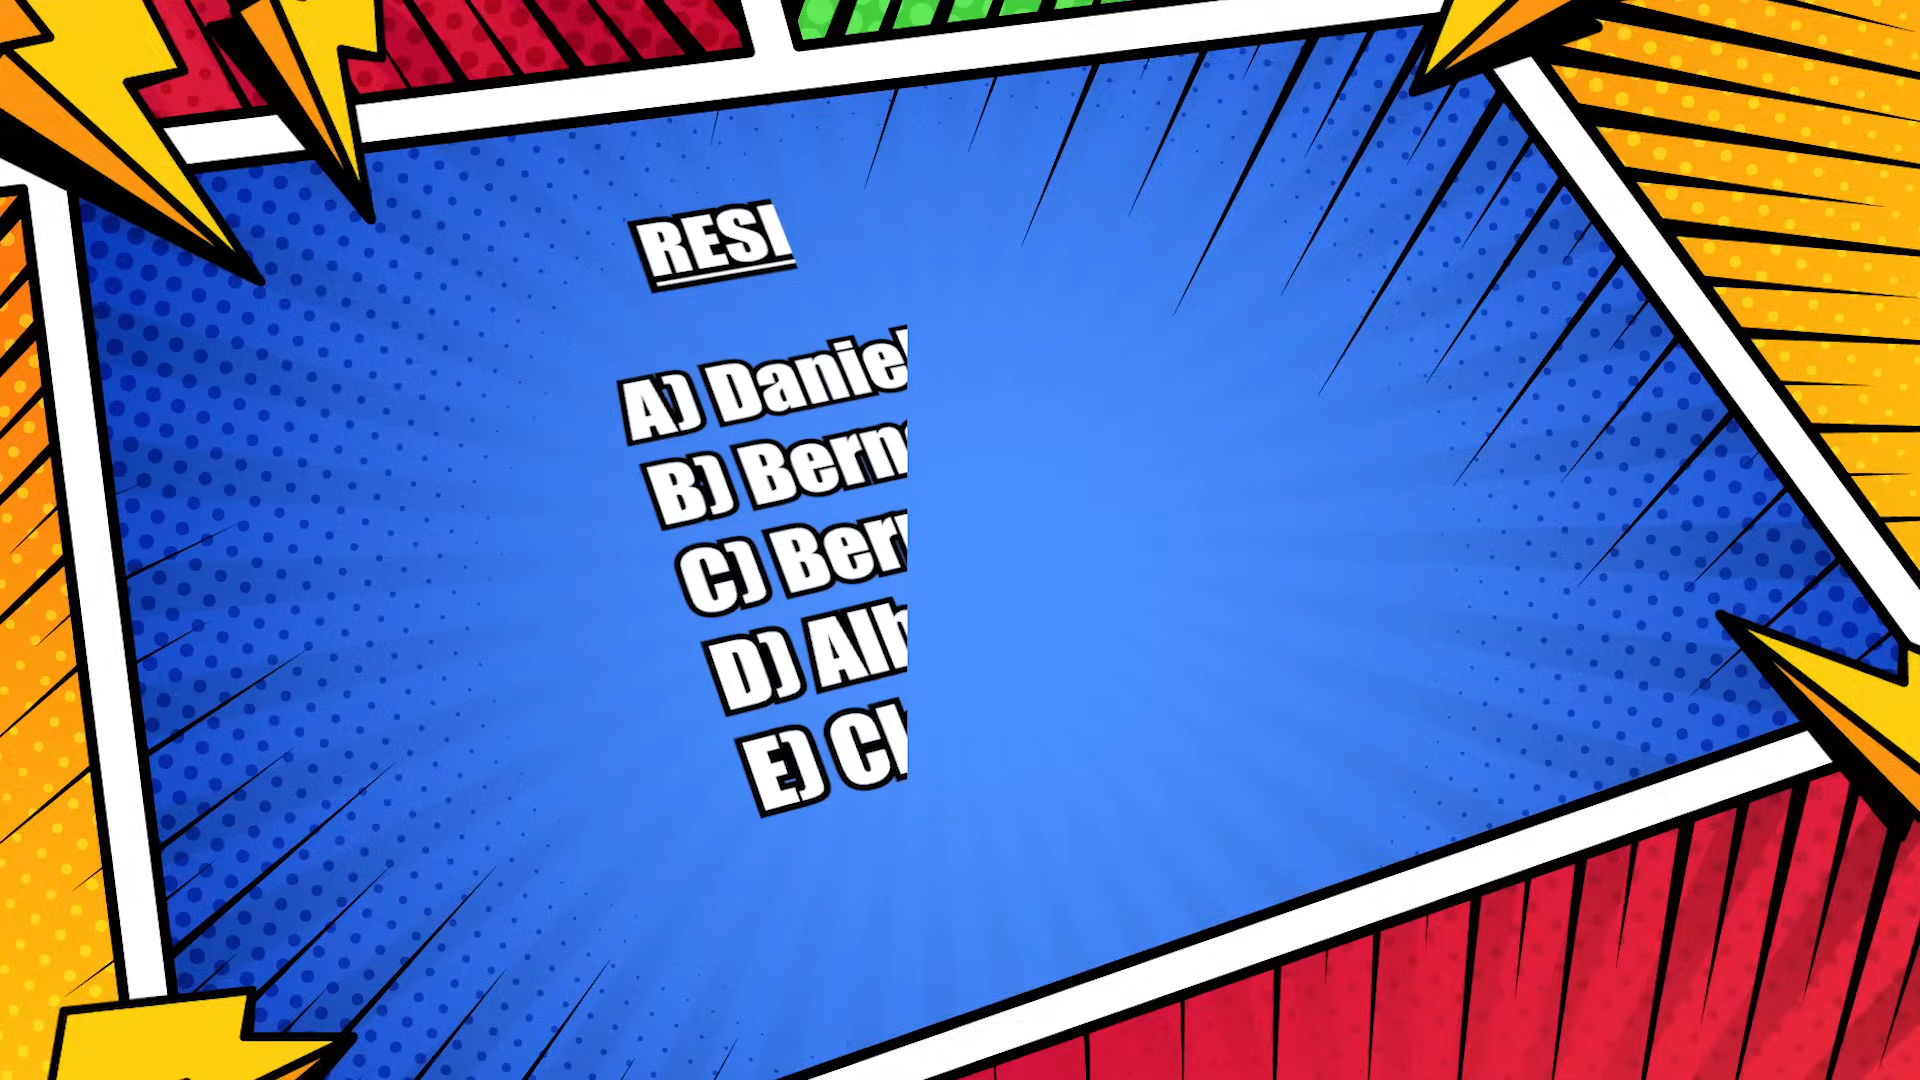 RESI
A) Daniel
B) Bern
C) Ber
D) Alb
E) Cl